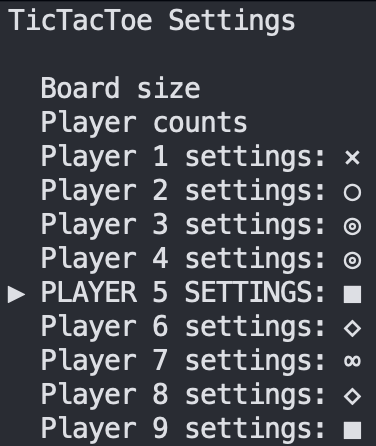 TicTacToe Settings
Board size
Player counts
Player 1 settings: ×
Player 2 settings: ○
Player 3 settings: ◎
Player 4 settings: ◎
▶ PLAYER 5 SETTINGS: ■
Player 6 settings: ◇
Player 7 settings: ∞
Player 8 settings: ◇
Player 9 settings: ■